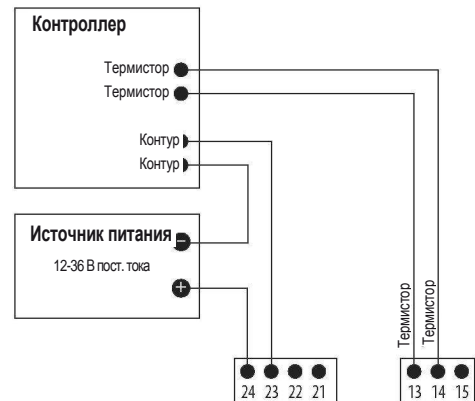 Контроллер
Термистор
Термистор
Контур
Контур
Источник питания
12-36 В пост. тока
Термистор
Термистор
24 23 22 21
13 14 15